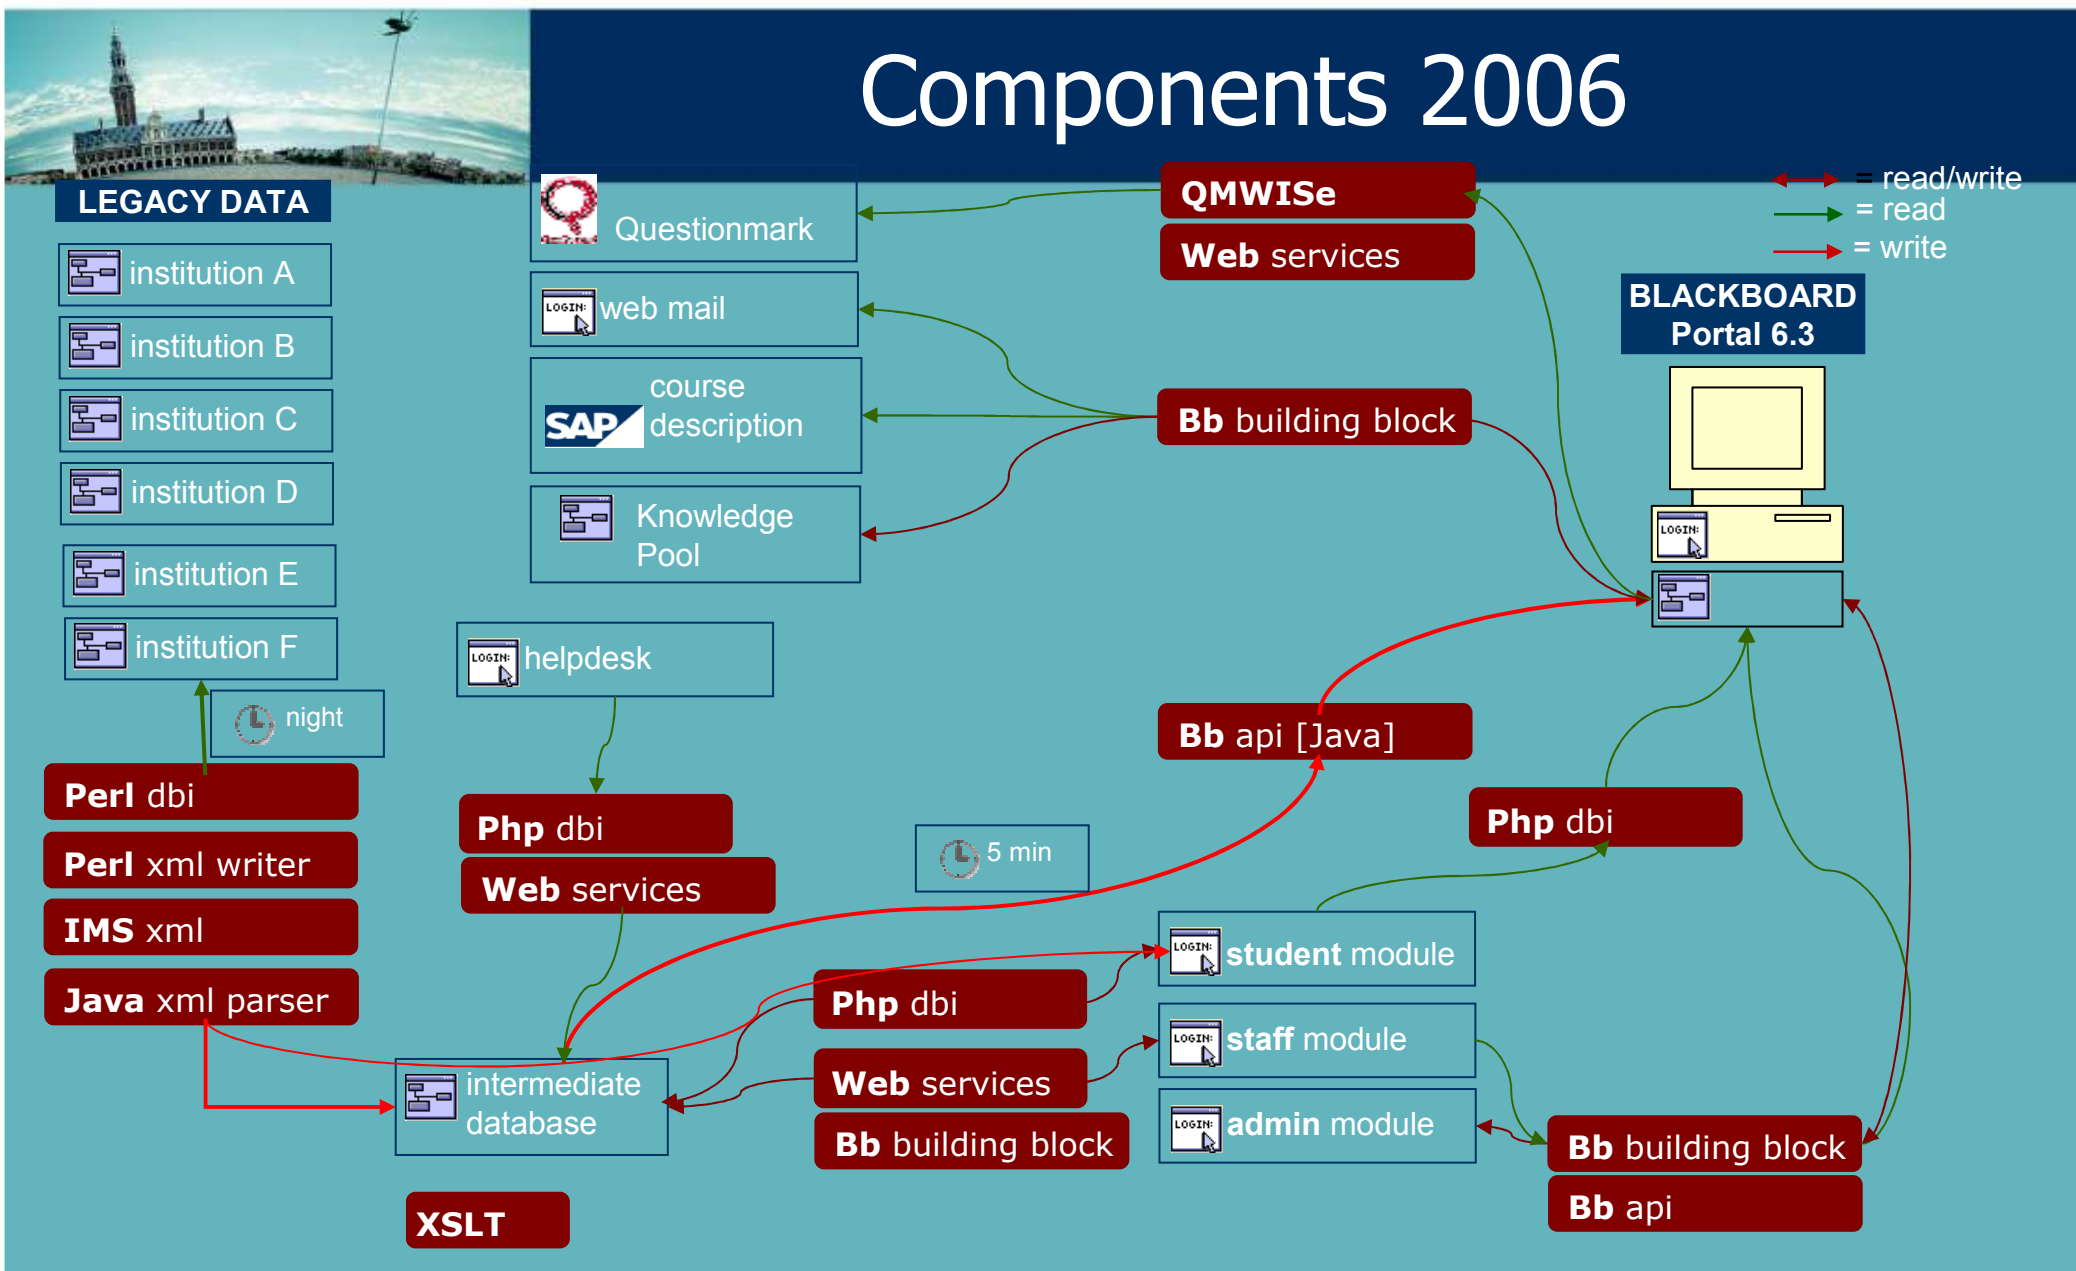 Components 2006
LEGACY DATA
institution A
institution B
institution C
institution D
institution E
institution F
night
Perl dbi
Perl xml writer
IMS xml
Java xml parser
Questionmark
LOGIN:
web mail
SAP
course
description
Knowledge
Pool
QMWISe
Web services
Bb building block
= read/write
= read
= write
BLACKBOARD
Portal 6.3
LOGIN:
LOGIN:
helpdesk
Php dbi
Web services
5 min
Bb api [Java]
Php dbi
intermediate
database
XSLT
Php dbi
Web services
Bb building block
LOGIN:
student module
LOGIN:
staff module
LOGIN:
admin module
Bb building block
Bb api